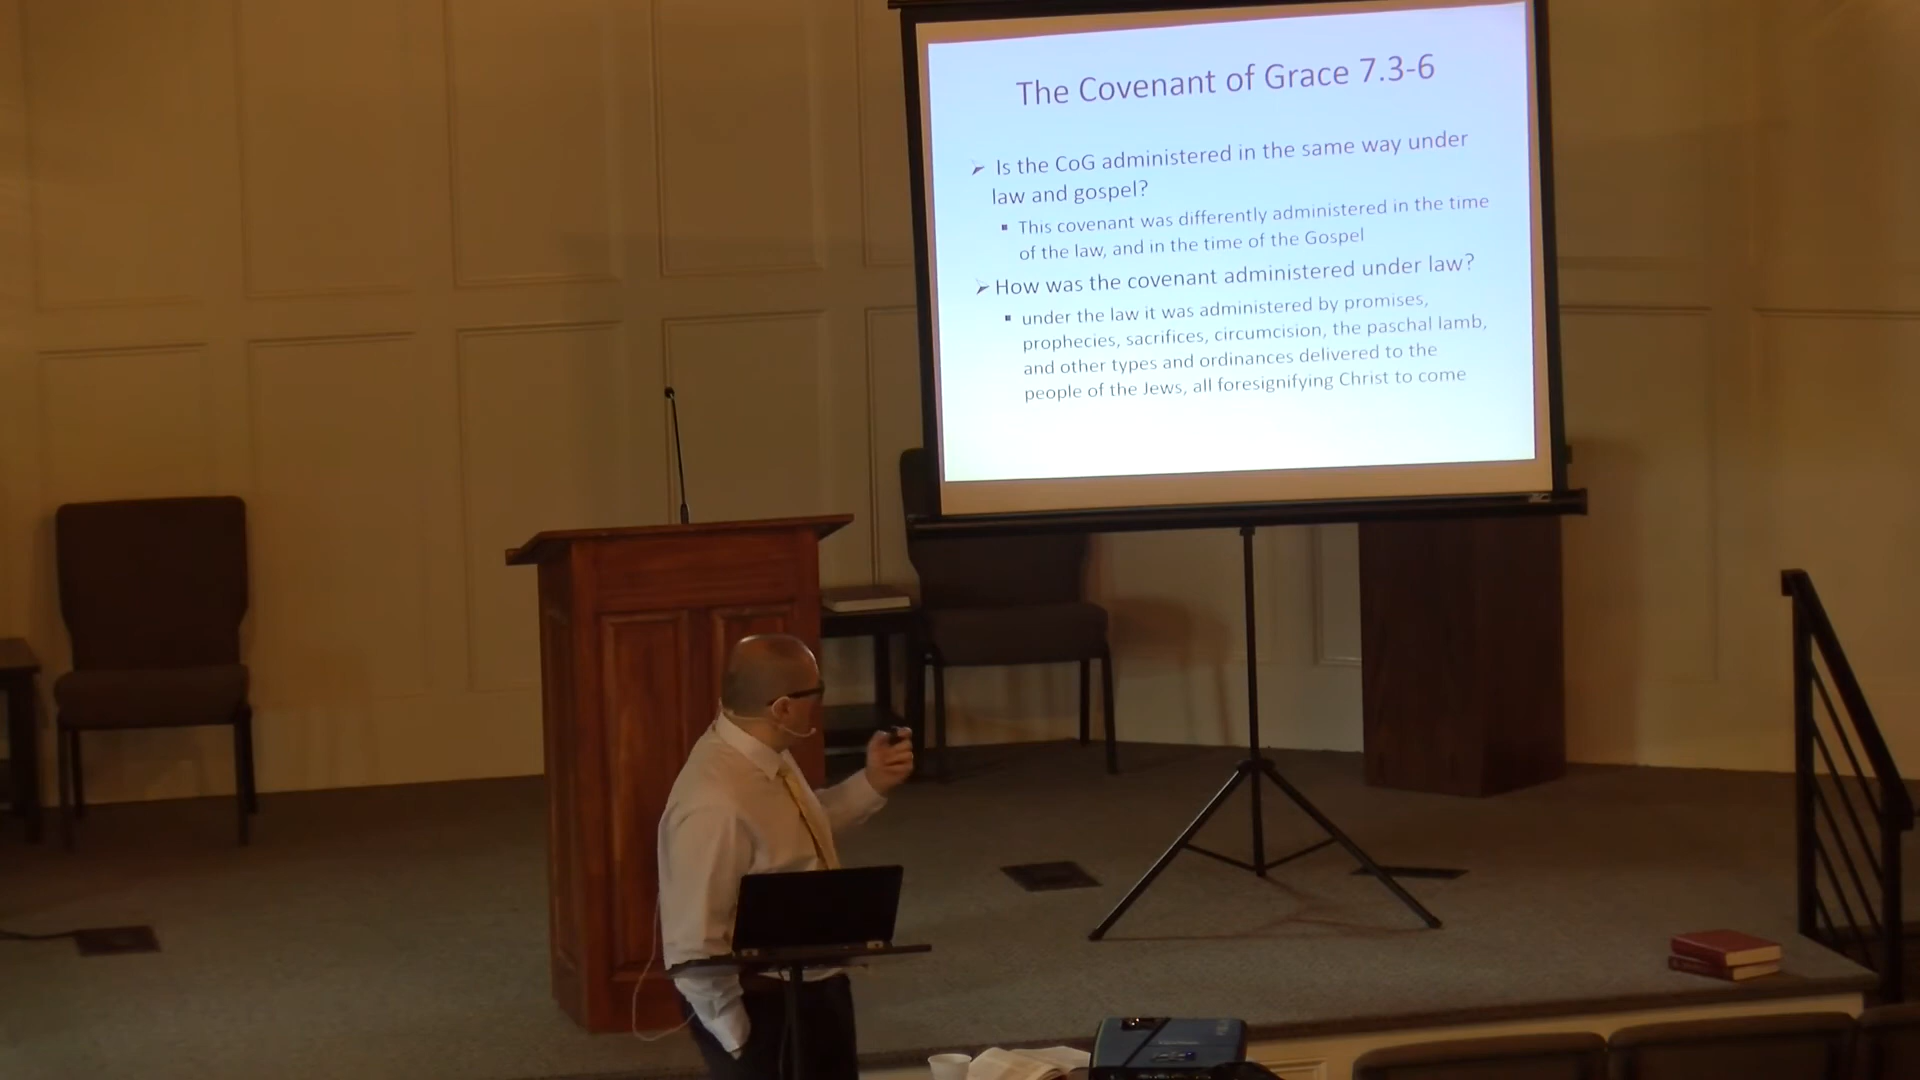 The Covenant of Grace 7.3-6
➢ Is the CoG administered in the same way under
law and gospel?
▪ This covenant was differently administered in the time
of the law, and in the time of the Gospel
➢ How was the covenant administered under law?
▪ under the law it was administered by promises,
prophecies, sacrifices, circumcision, the paschal lamb,
and other types and ordinances delivered to the
people of the Jews, all foresignifying Christ to come